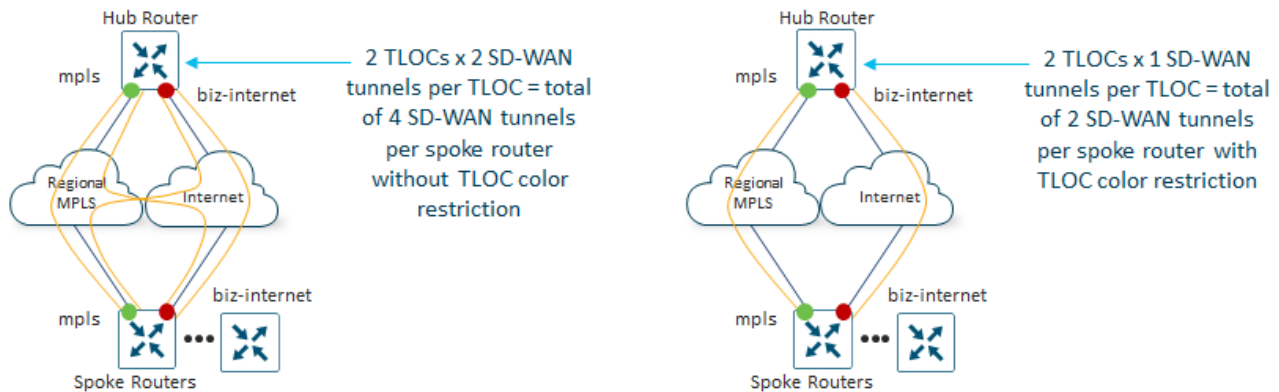 Hub Router
mpls
biz-internet
2 TLOCs x 2 SD-WAN
tunnels per TLOC = total
of 4 SD-WAN tunnels
per spoke router
without TLOC color
restriction
Regional
MPLS
Internet
mpls
biz-internet
Spoke Routers
Hub Router
mpls
biz-internet
2 TLOCs x 1 SD-WAN
tunnels per TLOC = total
of 2 SD-WAN tunnels
per spoke router with
TLOC color restriction
Regional
MPLS
Internet
mpls
biz-internet
Spoke Routers